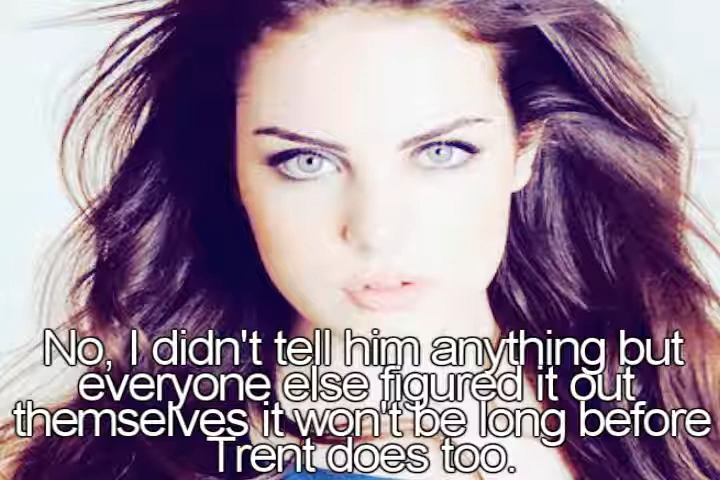 No, I didn't tell him anything but
everyone else figured it out
themselves it won't be long before
Trent does too.